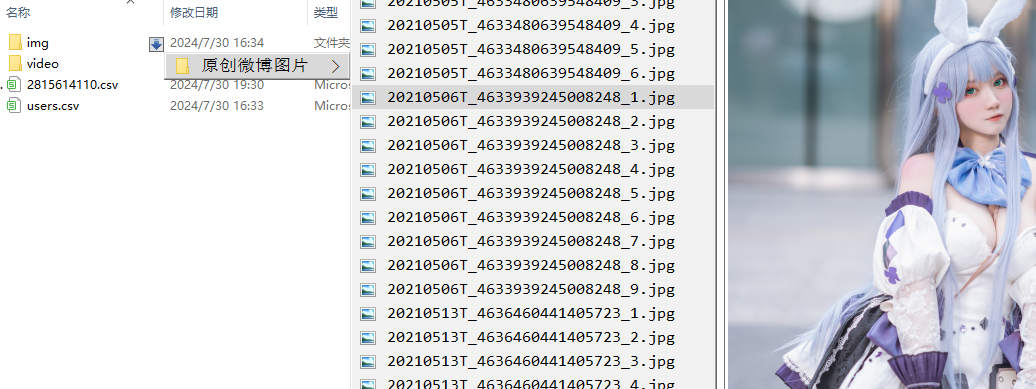 名称
修改日期
类型
img
2024/7/30 16:34
文件夹
video
原创微博图片
2815614110.csv
2024/7/30 19:30
Micros
users.csv
2024/7/30 16:33
Micros
20210505T_4633480639548409_3.jpg
20210505T_4633480639548409_4.jpg
20210505T_4633480639548409_5.jpg
20210505T_4633480639548409_6.jpg
20210506T_4633939245008248_1.jpg
20210506T_4633939245008248_2.jpg
20210506T_4633939245008248_3.jpg
20210506T_4633939245008248_4.jpg
20210506T_4633939245008248_5.jpg
20210506T_4633939245008248_6.jpg
20210506T_4633939245008248_7.jpg
20210506T_4633939245008248_8.jpg
20210506T_4633939245008248_9.jpg
20210513T_4636460441405723_1.jpg
20210513T_4636460441405723_2.jpg
20210513T_4636460441405723_3.jpg
20210513T_4636460441405723_4.jpg